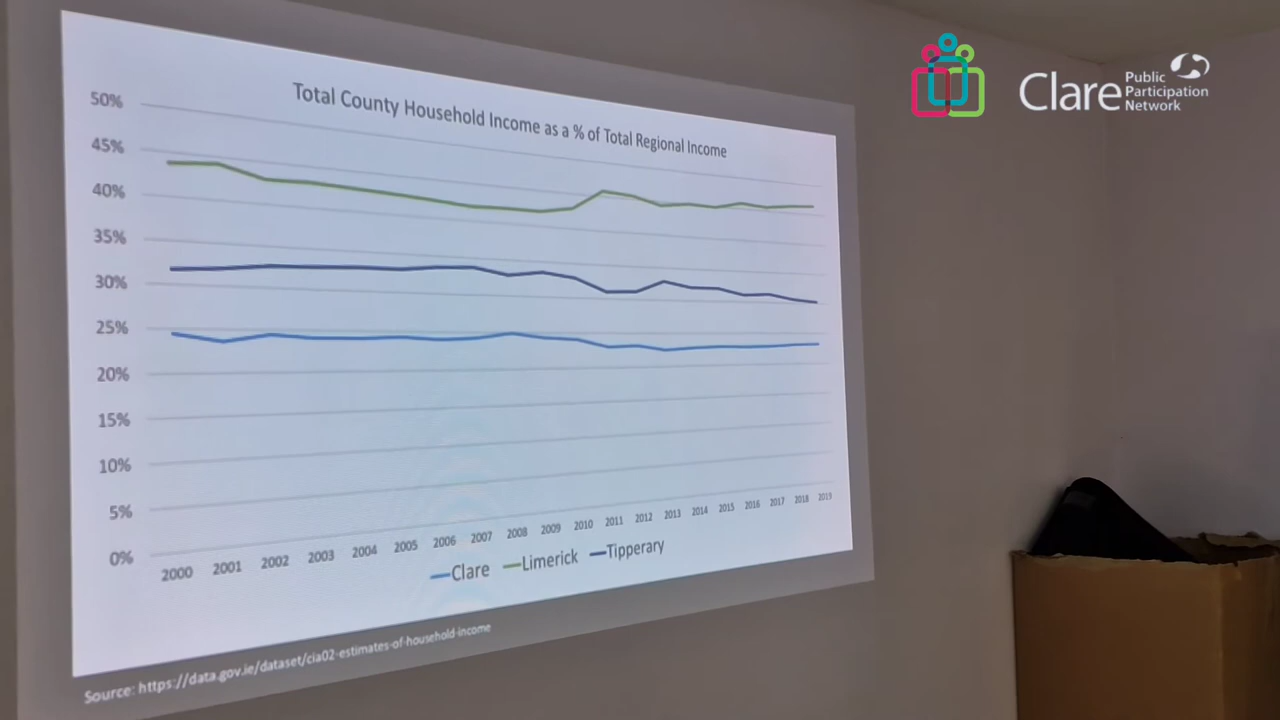 Total County Household Income as a % of Total Regional Income
50%
45%
40%
35%
30%
25%
20%
15%
10%
5%
0%
2000 2001 2002 2003 2004 2005 2006 2007 2008 2009 2010 2011 2012 2013 2014 2015 2016 2017 2018 2019
Clare Limerick Tipperary
Source: https://data.gov.ie/dataset/cia02-estimates-of-household-income
Clare Public Participation Network